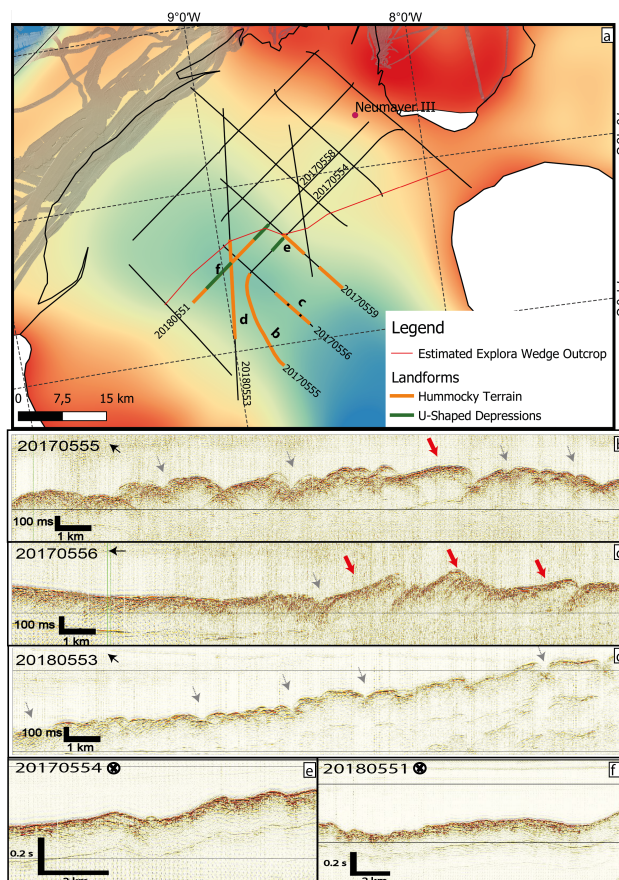 9°0'W
8°0'W
a
Neumayer III
20170558
20170554
e
f
c
20170559
20180551
d
b
20170556
20170555
20180553
Legend
Estimated Explora Wedge Outcrop
Landforms
Hummocky Terrain
U-Shaped Depressions
0
7,5
15 km
20170555
100 ms
1 km
20170556
100 ms
1 km
20180553
100 ms
1 km
20170554
e
0.2 s
20180551
f
0.2 s